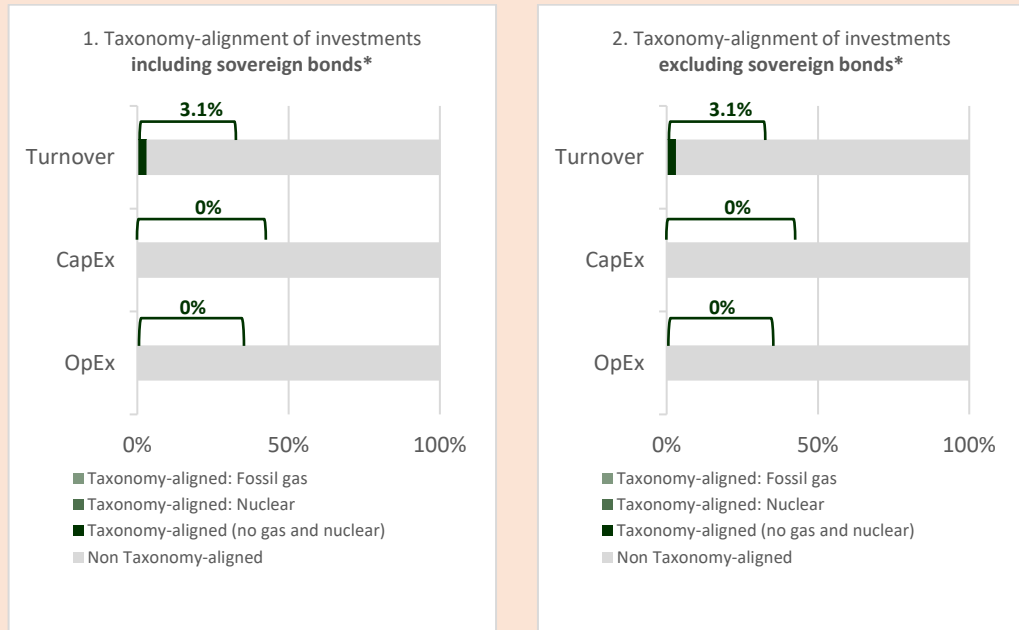 1. Taxonomy-alignment of investments
including sovereign bonds*
3.1%
Turnover
0%
CapEx
0%
OpEx
0% 50% 100%
Taxonomy-aligned: Fossil gas
Taxonomy-aligned: Nuclear
Taxonomy-aligned (no gas and nuclear)
Non Taxonomy-aligned
2. Taxonomy-alignment of investments
excluding sovereign bonds*
3.1%
Turnover
0%
CapEx
0%
OpEx
0% 50% 100%
Taxonomy-aligned: Fossil gas
Taxonomy-aligned: Nuclear
Taxonomy-aligned (no gas and nuclear)
Non Taxonomy-aligned